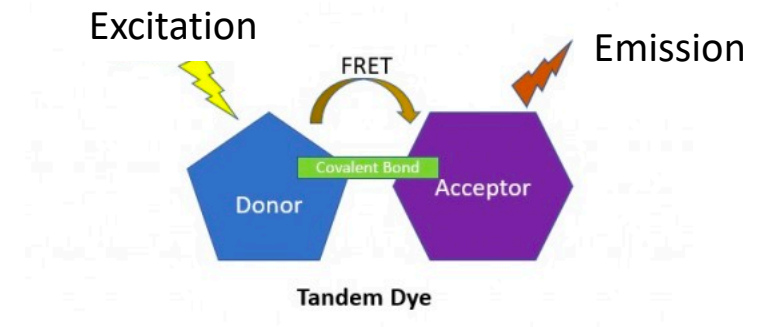 Excitation
Emission
FRET
Covalent Bond
Donor
Acceptor
Tandem Dye